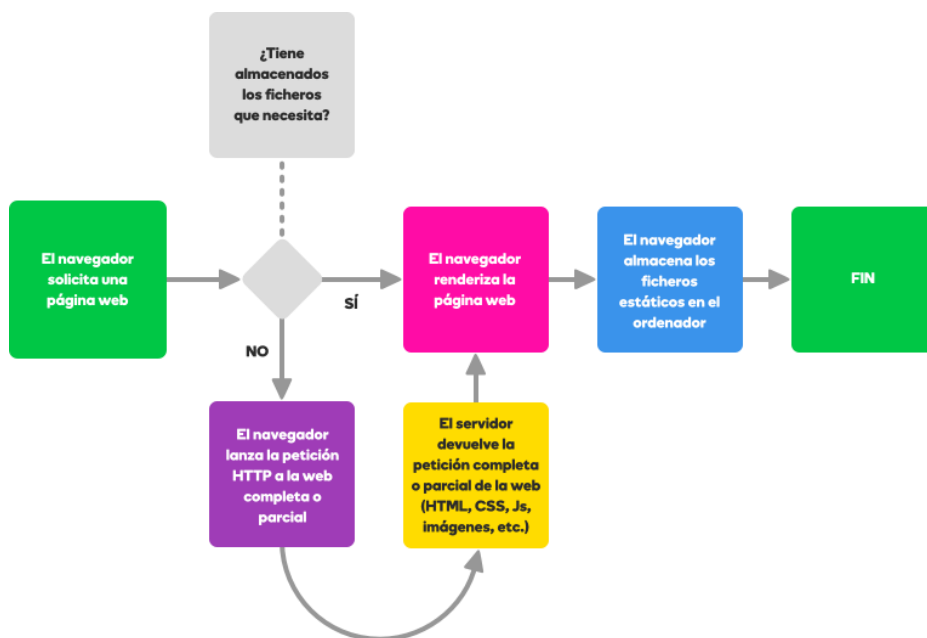 ¿Tiene
almacenados
los ficheros
que necesita?
El navegador
solicita una
página web
SÍ
NO
El navegador
renderiza la
página web
El navegador
almacena los
ficheros
estáticos en el
ordenador
FIN
El navegador
lanza la petición
HTTP a la web
completa o
parcial
El servidor
devuelve la
petición completa
o parcial de la web
(HTML, CSS, Js,
imágenes, etc.)